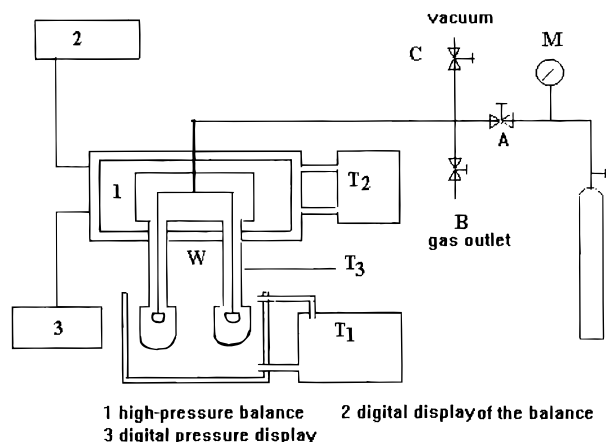 vacuum
2
C
M
A
1
T2
B
gas outlet
W
T3
3
T1
1 high-pressure balance 2 digital display of the balance
3 digital pressure display